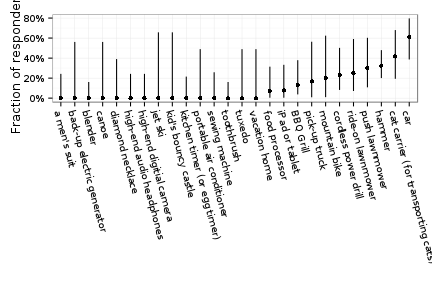 Fraction of responder
80%
60%
40%
20%
0%
a men's suit
back-up electric generator
blender
canoe
diamond necklace
high-end audio headphones
high-end digital camera
jet ski
kid's bouncy castle
kitchen timer (or egg timer)
portable air conditioner
sewing machine
toothbrush
tuxedo
vacation home
food processor
iPad or tablet
BBQ Grill
pick-up truck
mountain bike
cordless power drill
ride-on lawnmower
push lawnmower
hammer
cat carrier (for transporting cats)
car